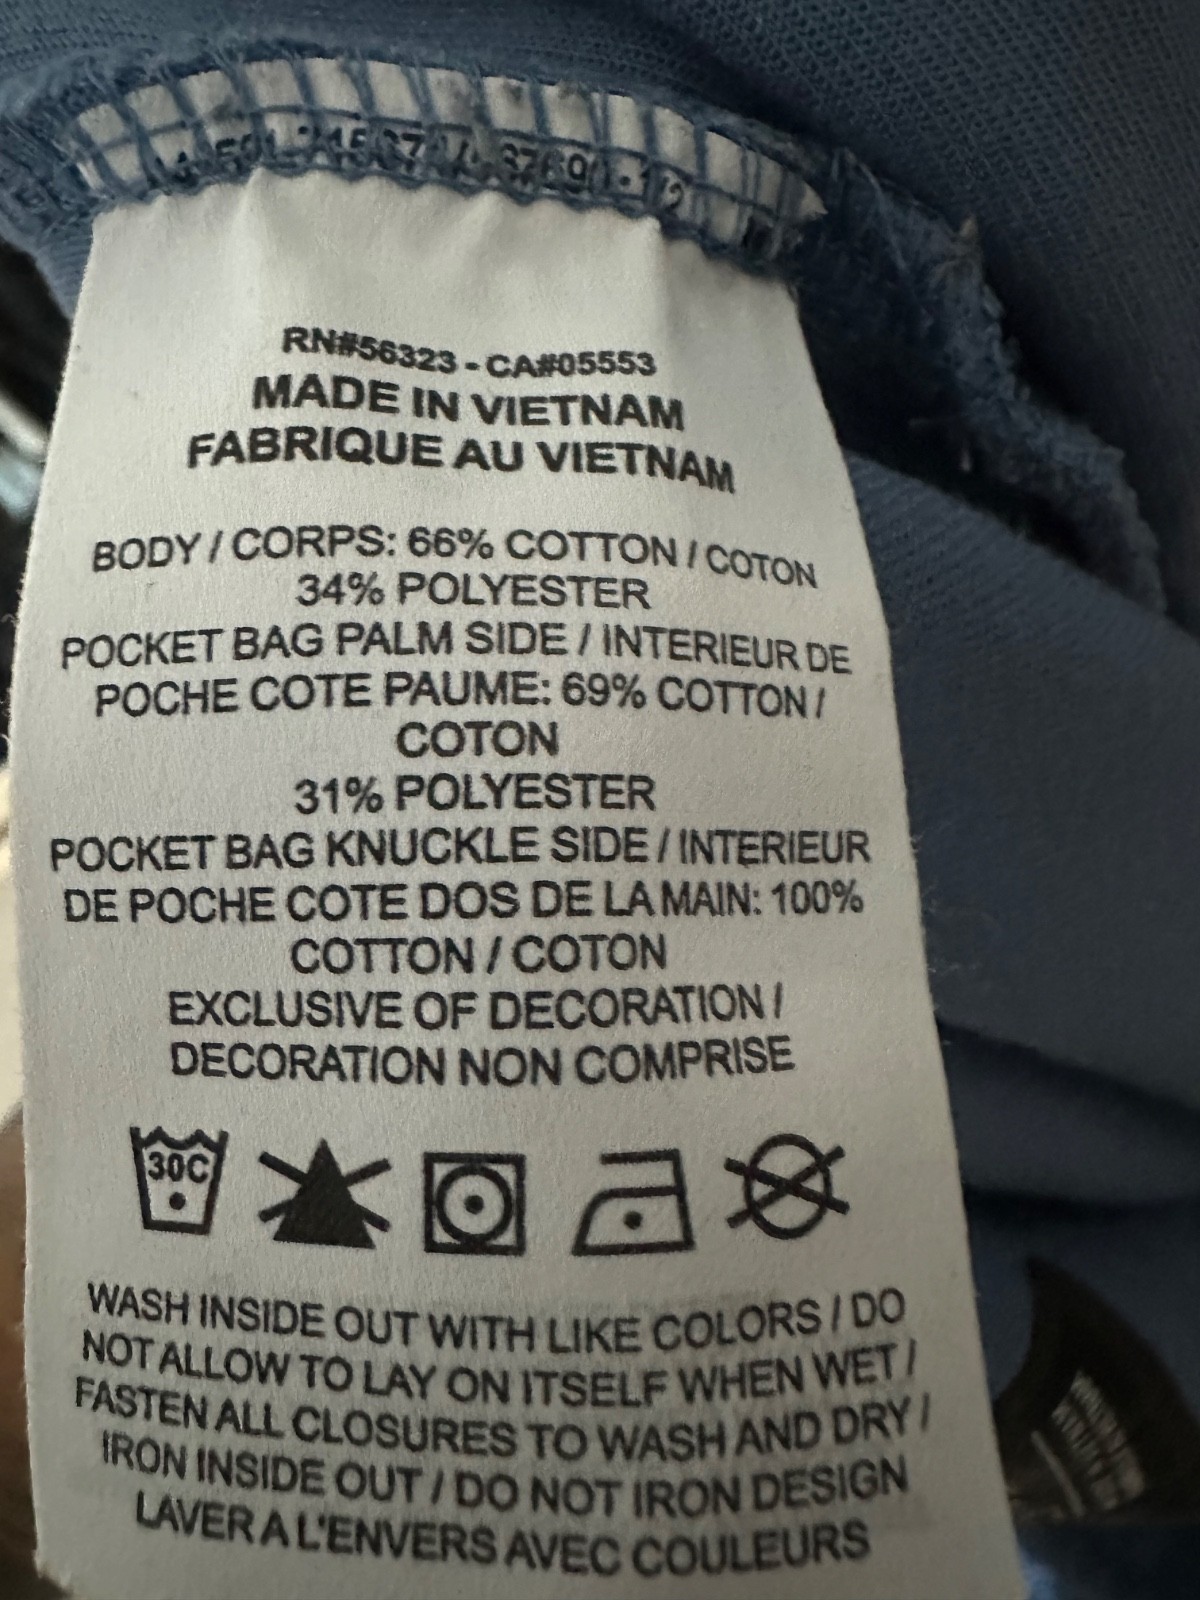 RN#56323 - CA#05553
MADE IN VIETNAM
FABRIQUE AU VIETNAM
BODY / CORPS: 66% COTTON / COTON
34% POLYESTER
POCKET BAG PALM SIDE / INTERIEUR DE
POCHE COTE PAUME: 69% COTTON /
COTON
31% POLYESTER
POCKET BAG KNUCKLE SIDE / INTERIEUR
DE POCHE COTE DOS DE LA MAIN: 100%
COTTON / COTON
EXCLUSIVE OF DECORATION /
DECORATION NON COMPRISE
30C
WASH INSIDE OUT WITH LIKE COLORS / DO
NOT ALLOW TO LAY ON ITSELF WHEN WET /
FASTEN ALL CLOSURES TO WASH AND DRY /
IRON INSIDE OUT / DO NOT IRON DESIGN
LAVER A L'ENVERS AVEC COULEURS